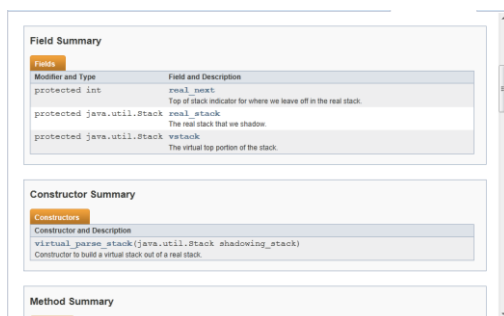 Field Summary
Fields
Modifier and Type Field and Description
protected int real_next
Top of stack indicator for where we leave off in the real stack.
protected java.util.Stack real_stack
The real stack that we shadow.
protected java.util.Stack vstack
The virtual top portion of the stack.
Constructor Summary
Constructors
Constructor and Description
virtual_parse_stack(java.util.Stack shadowing_stack)
Constructor to build a virtual stack out of a real stack.
Method Summary